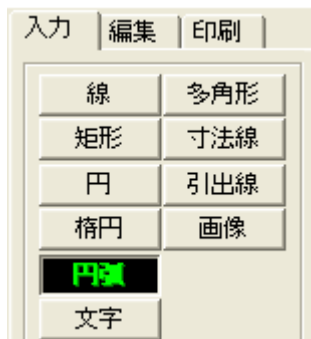 入力 編集 印刷
線 多角形
矩形 寸法線
円 引出線
楕円 画像
円弧
文字